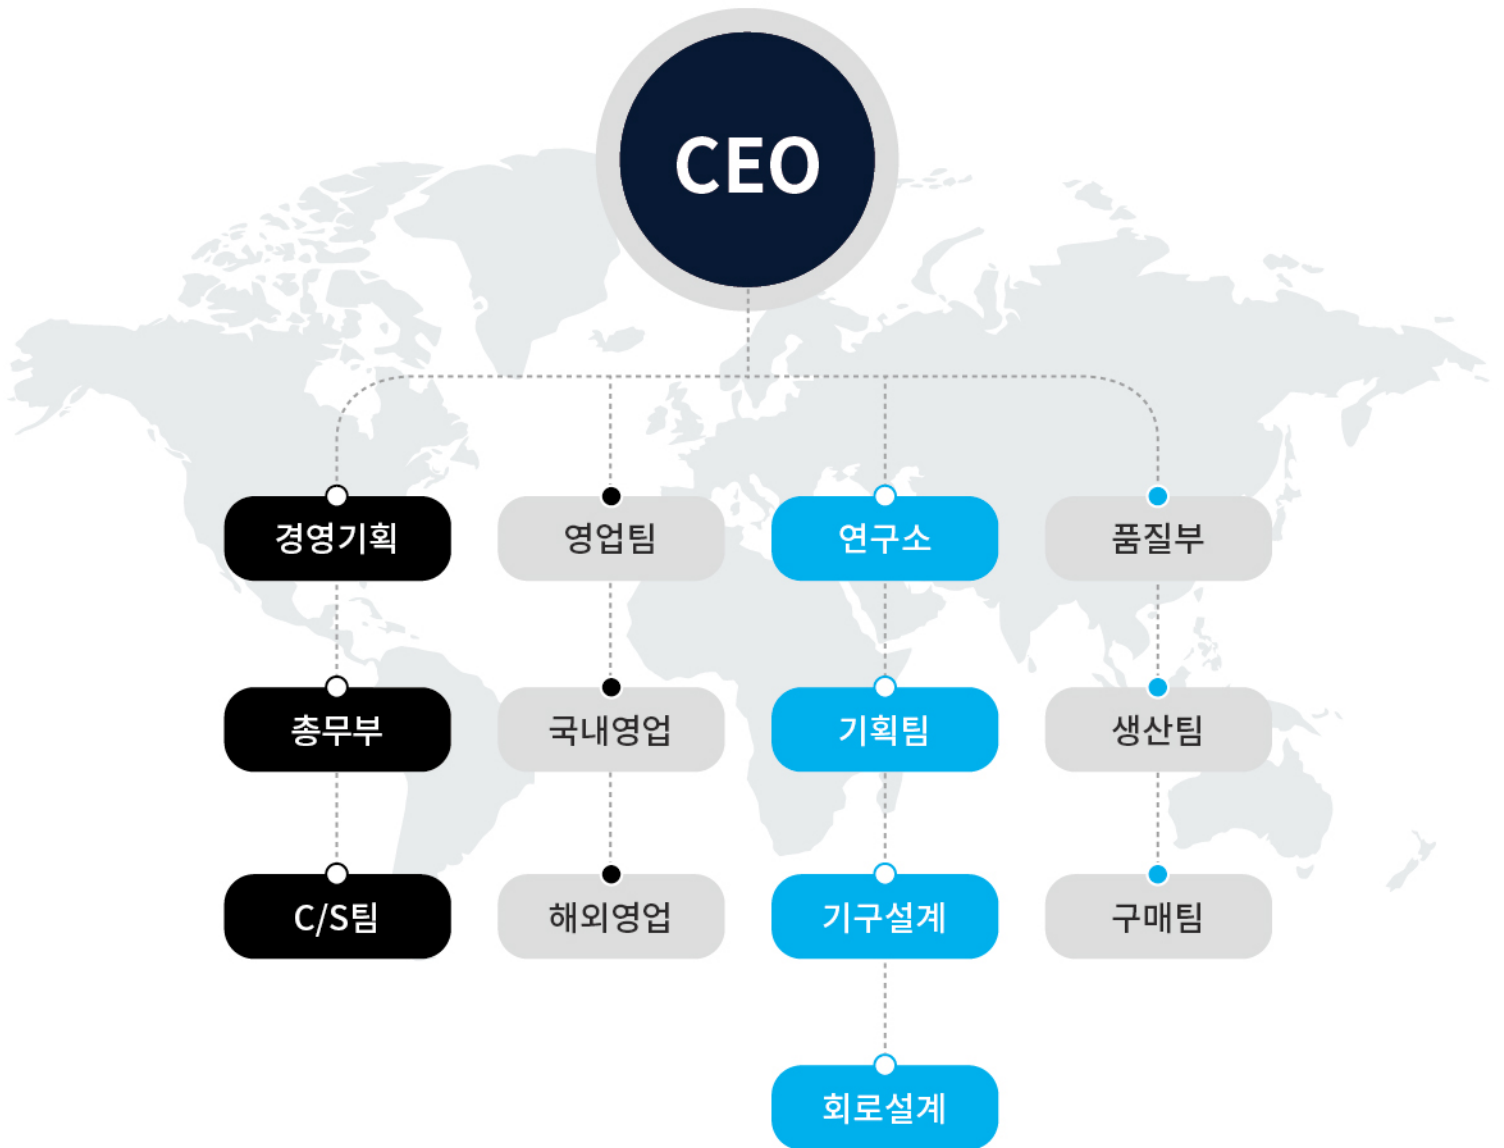 CEO
경영기획
영업팀
연구소
품질부
총무부
국내영업
기획팀
생산팀
C/S팀
해외영업
기구설계
구매팀
회로설계